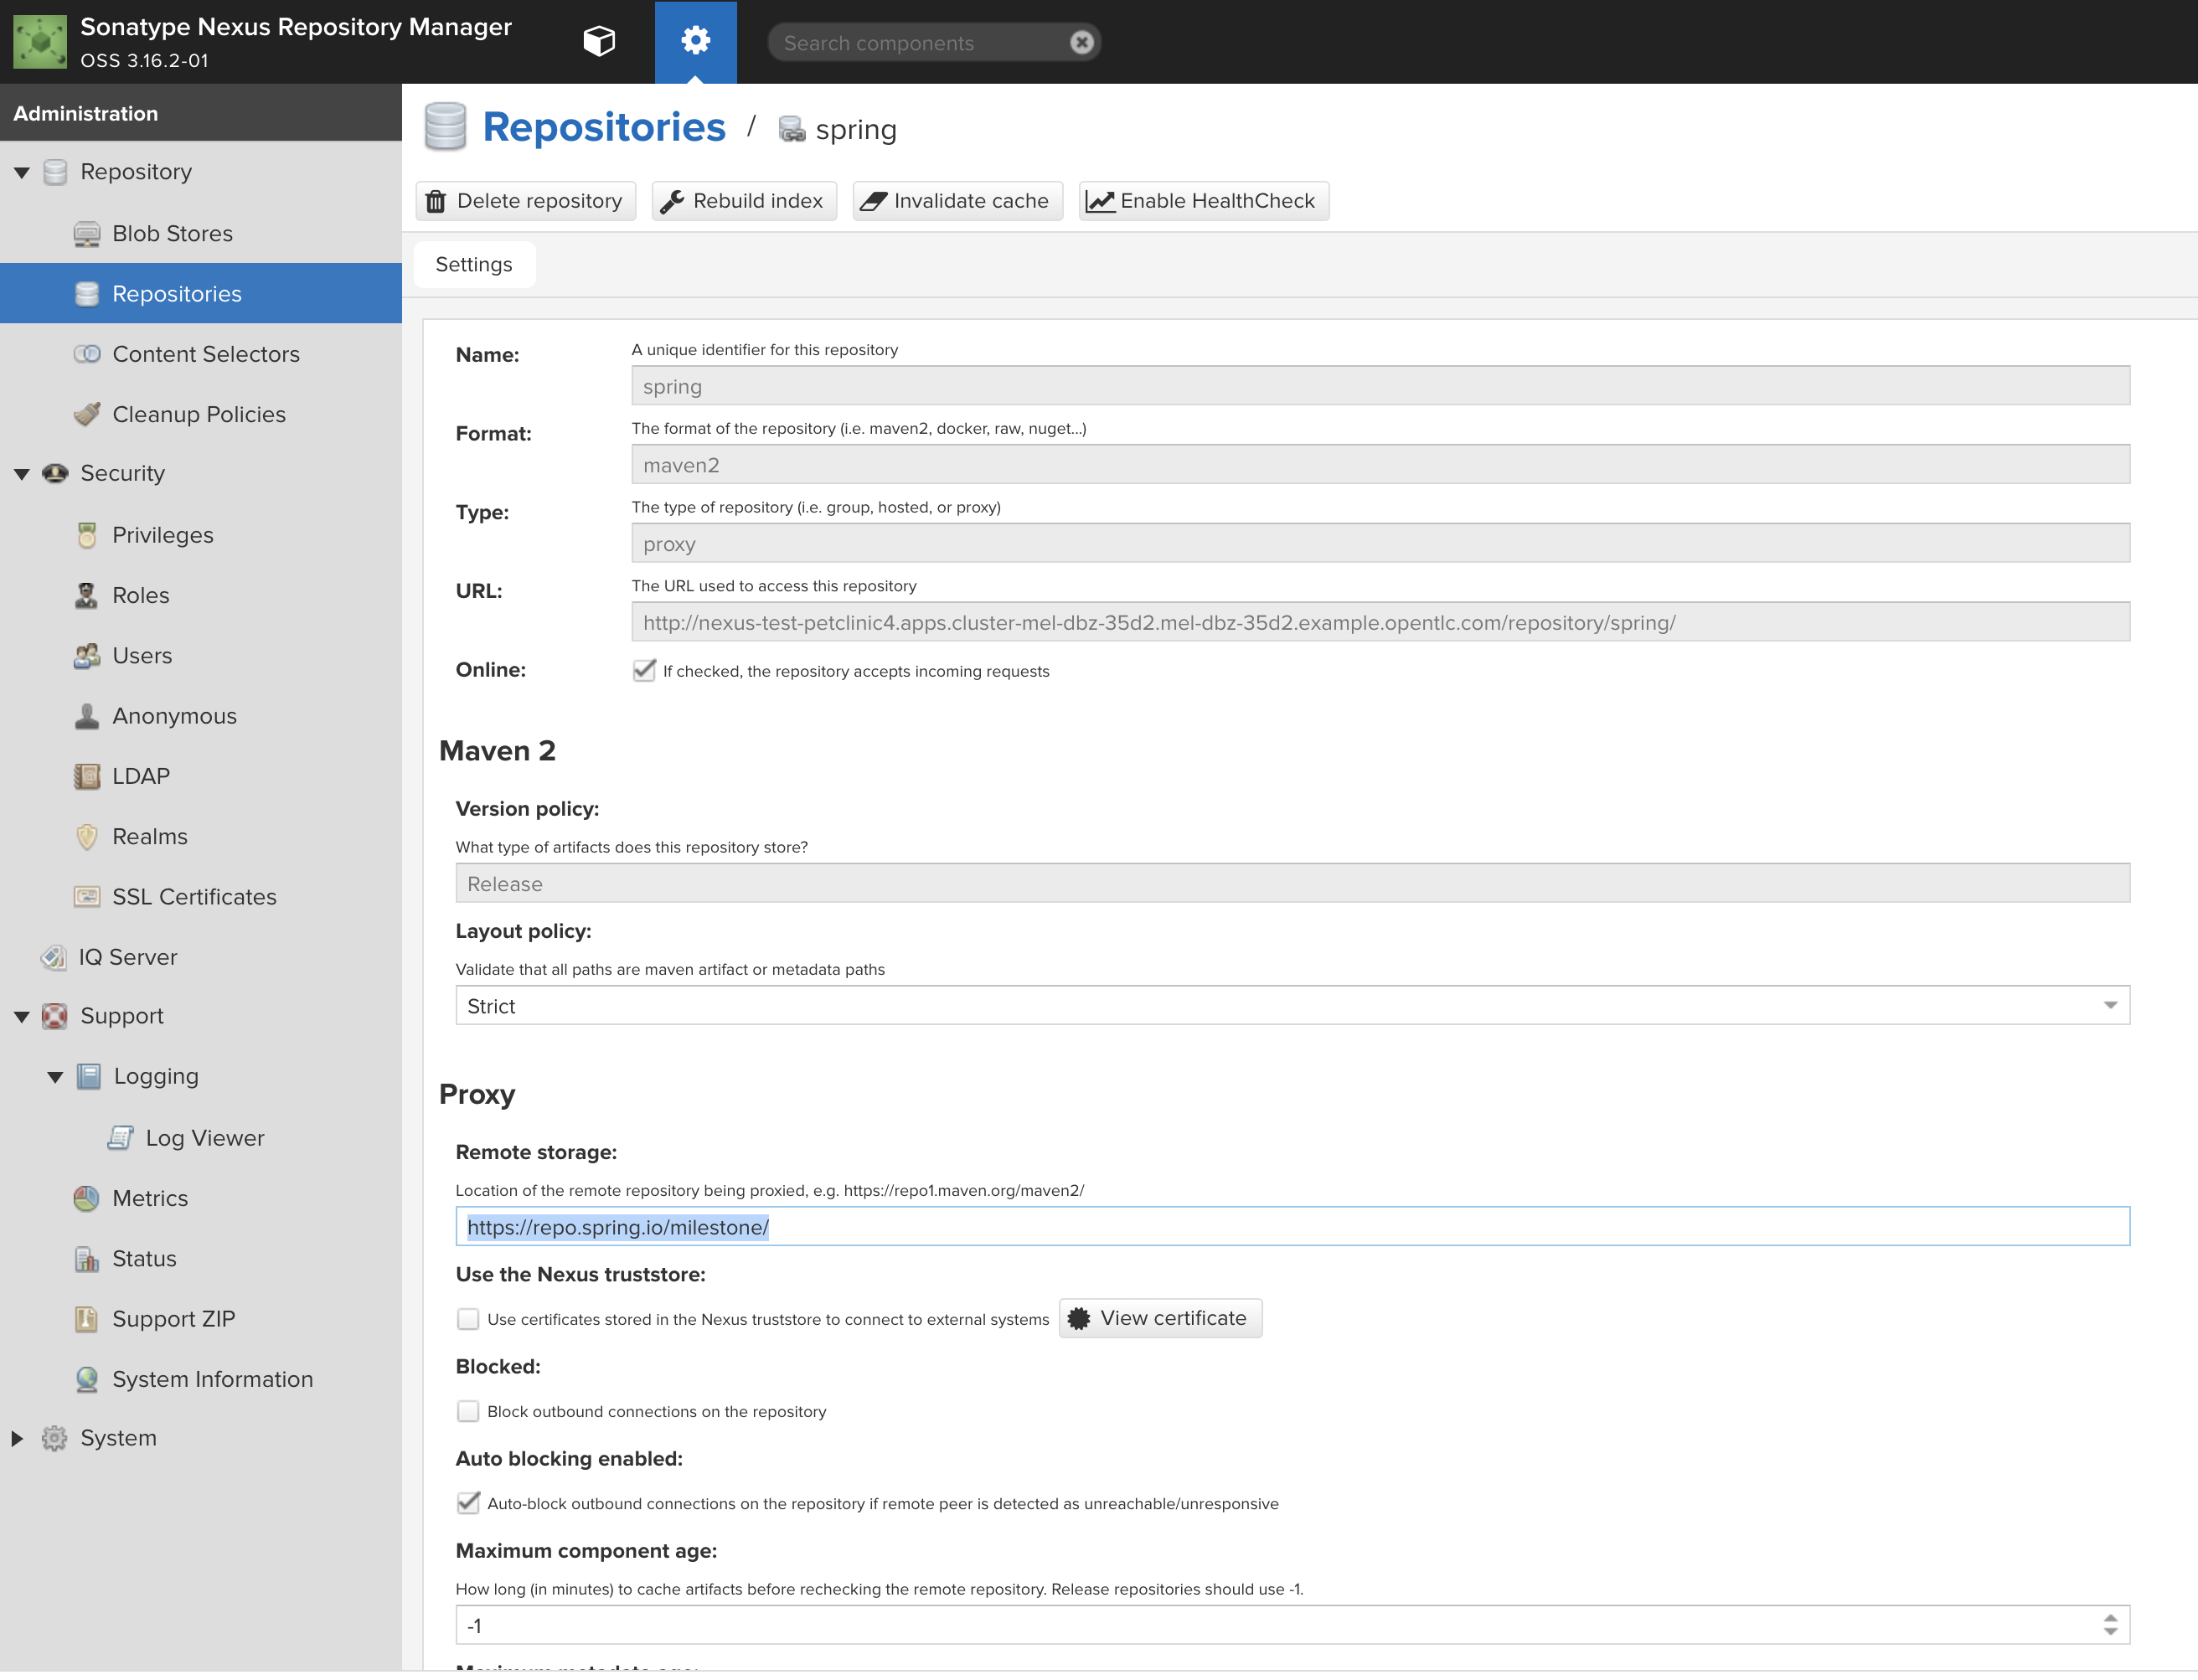 Sonatype Nexus Repository Manager
OSS 3.16.2-01
Search components
Administration
Repository
Blob Stores
Repositories
Content Selectors
Cleanup Policies
Security
Privileges
Roles
Users
Anonymous
LDAP
Realms
SSL Certificates
IQ Server
Support
Logging
Log Viewer
Metrics
Status
Support ZIP
System Information
System
Repositories / spring
Delete repository Rebuild index Invalidate cache Enable HealthCheck
Settings
Name: A unique identifier for this repository
spring
Format: The format of the repository (i.e. maven2, docker, raw, nuget...)
maven2
Type: The type of repository (i.e. group, hosted, or proxy)
proxy
URL: The URL used to access this repository
http://nexus-test-petclinic4.apps.cluster-mel-dbz-35d2.mel-dbz-35d2.example.opentlc.com/repository/spring/
Online: If checked, the repository accepts incoming requests
Maven 2
Version policy:
What type of artifacts does this repository store?
Release
Layout policy:
Validate that all paths are maven artifact or metadata paths
Strict
Proxy
Remote storage:
Location of the remote repository being proxied, e.g. https://repo1.maven.org/maven2/
https://repo.spring.io/milestone/
Use the Nexus truststore:
Use certificates stored in the Nexus truststore to connect to external systems View certificate
Blocked:
Block outbound connections on the repository
Auto blocking enabled:
Auto-block outbound connections on the repository if remote peer is detected as unreachable/unresponsive
Maximum component age:
How long (in minutes) to cache artifacts before rechecking the remote repository. Release repositories should use -1.
-1
Maximum metadata age: